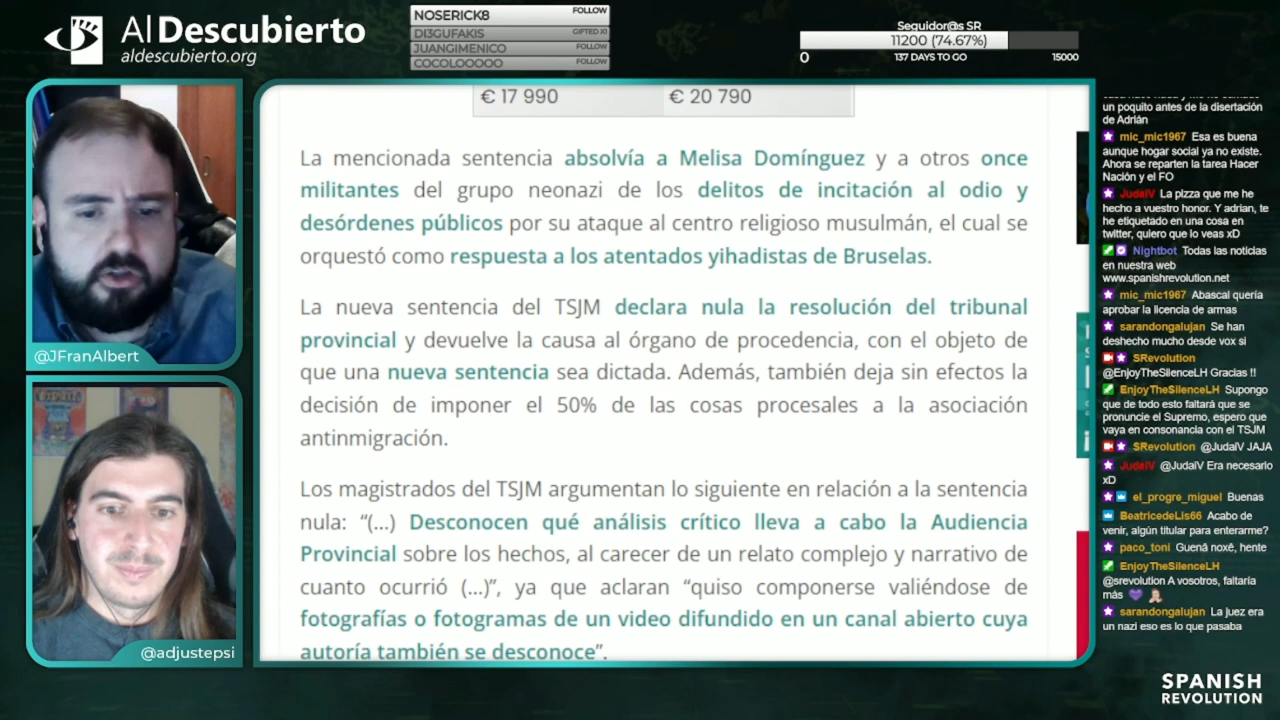 Al Descubierto
aldescubierto.org
NOSERICK8 FOLLOW
DI3GUFAKIS GIFTED X1
JUANGIMENICO FOLLOW
COCOLOOOOO FOLLOW
Seguidor@s SR
11200 (74.67%)
0 137 DAYS TO GO 15000
@JFranAlbert
@adjustepsi
€ 17 990 € 20 790
La mencionada sentencia absolvía a Melisa Domínguez y a otros once
militantes del grupo neonazi de los delitos de incitación al odio y
desórdenes públicos por su ataque al centro religioso musulmán, el cual se
orquestó como respuesta a los atentados yihadistas de Bruselas.
La nueva sentencia del TSJM declara nula la resolución del tribunal
provincial y devuelve la causa al órgano de procedencia, con el objeto de
que una nueva sentencia sea dictada. Además, también deja sin efectos la
decisión de imponer el 50% de las cosas procesales a la asociación
antinmigración.
Los magistrados del TSJM argumentan lo siguiente en relación a la sentencia
nula: “(...) Desconocen qué análisis crítico lleva a cabo la Audiencia
Provincial sobre los hechos, al carecer de un relato complejo y narrativo de
cuanto ocurrió (...)”, ya que aclaran “quiso componerse valiéndose de
fotografías o fotogramas de un video difundido en un canal abierto cuya
autoría también se desconoce”.
un poquito antes de la disertación
de Adrián
mic_mic1967 Esa es buena
aunque hogar social ya no existe.
Ahora se reparten la tarea Hacer
Nación y el FO
JudaIV La pIzza que me he
hecho a vuestro honor. Y adrian, te
he etiquetado en una cosa en
twitter, quiero que lo veas xD
Nightbot Todas las noticias
en nuestra web
www.spanishrevolution.net
mic_mic1967 Abascal quería
aprobar la licencia de armas
sarandongalujan Se han
deshecho mucho desde vox si
SRevolution
@EnjoyTheSilenceLH Gracias !!
EnjoyTheSilenceLH Supongo
que de todo esto faltará que se
pronuncie el Supremo, espero que
vaya en consonancia con el TSJM
SRevolution @JudaIV JAJA
JudaIV @JudaIV Era necesario
xD
el_progre_miguel Buenas
BeatricedeLis66 Acabo de
venir, algún titular para enterarme?
paco_toni Guenâ noxê, hente
EnjoyTheSilenceLH
@srevolution A vosotros, faltaría
más
sarandongalujan La juez era
un nazi eso es lo que pasaba
SPANISH
REVOLUTION